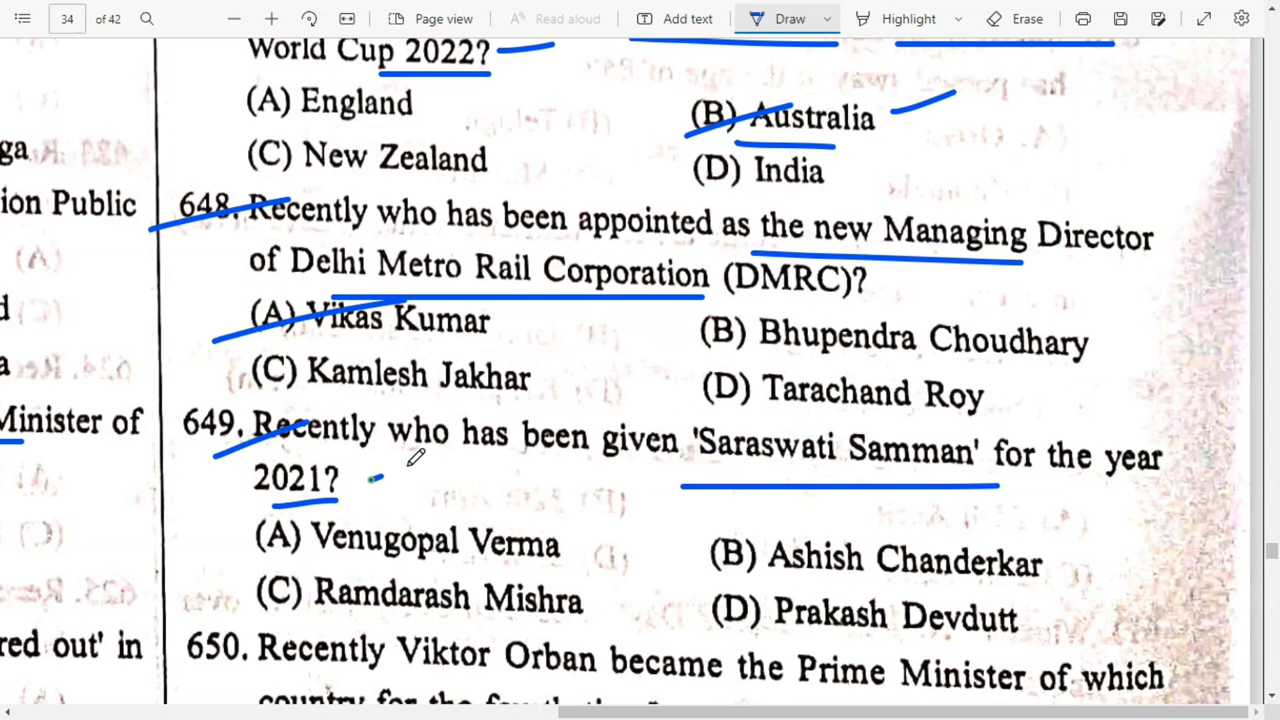 34 of 42 Page view Read aloud Add text Draw Highlight Erase
World Cup 2022?
(A) England (B) Australia
(C) New Zealand (D) India
ga
ion Public
648. Recently who has been appointed as the new Managing Director
of Delhi Metro Rail Corporation (DMRC)?
(A) Vikas Kumar (B) Bhupendra Choudhary
(C) Kamlesh Jakhar (D) Tarachand Roy
d
a
Minister of
649. Recently who has been given 'Saraswati Samman' for the year
2021?
(A) Venugopal Verma (B) Ashish Chanderkar
(C) Ramdarash Mishra (D) Prakash Devdutt
red out' in
650. Recently Viktor Orban became the Prime Minister of which
country for the